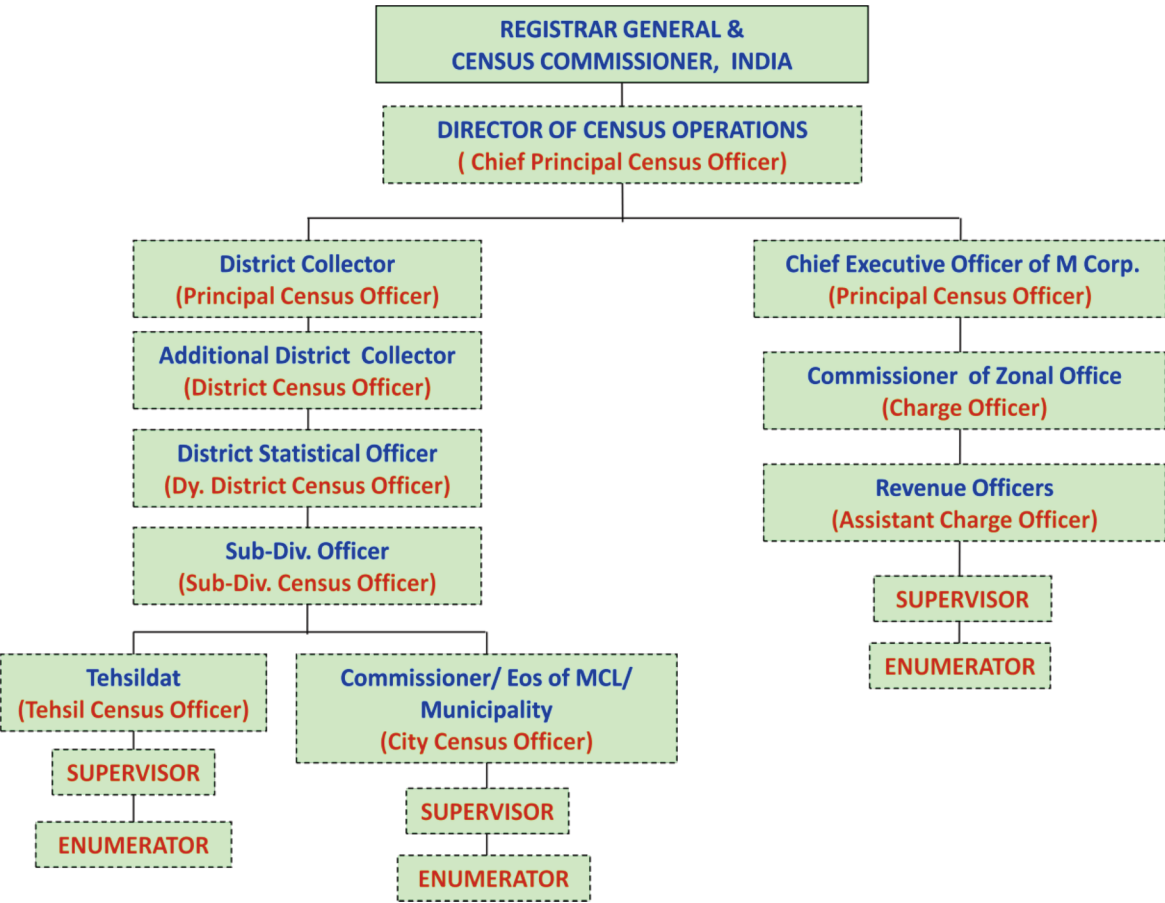 REGISTRAR GENERAL &
CENSUS COMMISSIONER, INDIA
DIRECTOR OF CENSUS OPERATIONS
( Chief Principal Census Officer)
District Collector
(Principal Census Officer)
Additional District Collector
(District Census Officer)
District Statistical Officer
(Dy. District Census Officer)
Sub-Div. Officer
(Sub-Div. Census Officer)
Tehsildat
(Tehsil Census Officer)
SUPERVISOR
ENUMERATOR
Commissioner/ Eos of MCL/
Municipality
(City Census Officer)
SUPERVISOR
ENUMERATOR
Chief Executive Officer of M Corp.
(Principal Census Officer)
Commissioner of Zonal Office
(Charge Officer)
Revenue Officers
(Assistant Charge Officer)
SUPERVISOR
ENUMERATOR